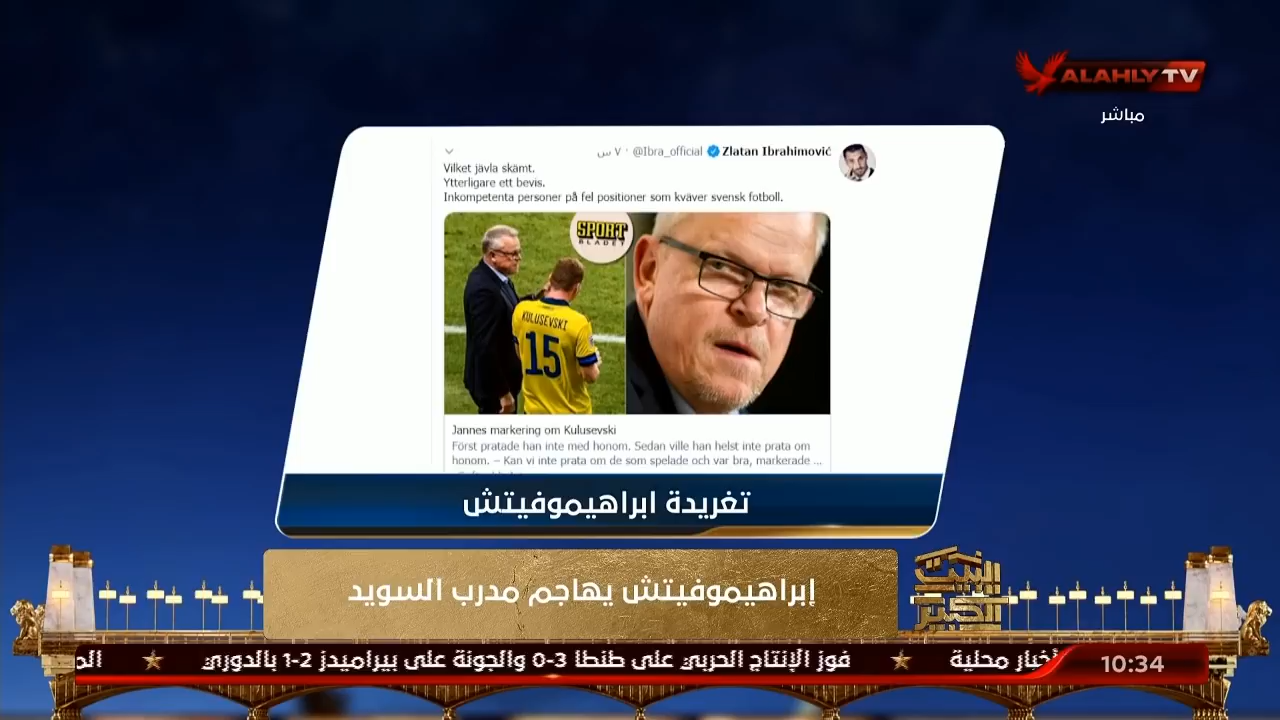 ALAHLY TV
مباشر
Zlatan Ibrahimović @Ibra_official · ٧ س
Vilket jävla skämt.
Ytterligare ett bevis.
Inkompetenta personer på fel positioner som kväver svensk fotboll.
SPORT
BLADET
KULUSEVSKI
15
Jannes markering om Kulusevski
Först pratade han inte med honom. Sedan ville han helst inte prata om
honom. – Kan vi inte prata om de som spelade och var bra, markerade ...
تغريدة ابراهيموفيتش
إبراهيموفيتش يهاجم مدرب السويد
البيت
الكبير
أخبار محلية ★ فوز الإنتاج الحربي على طنطا 3-0 والجونة على بيراميدز 2-1 بالدوري ★
10:34